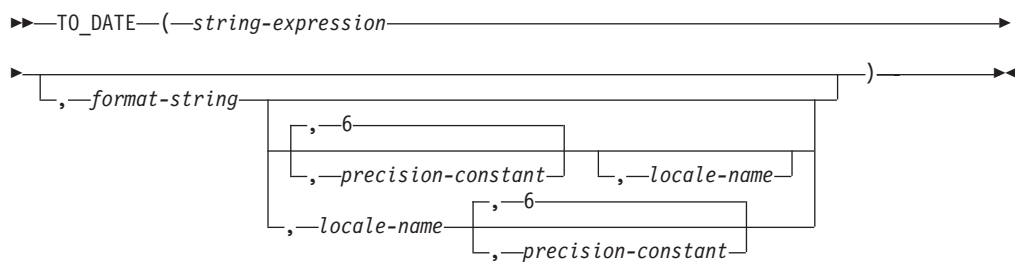 TO_DATE ( string-expression
)
, format-string
, 6
, precision-constant , locale-name
, 6
, locale-name
, precision-constant